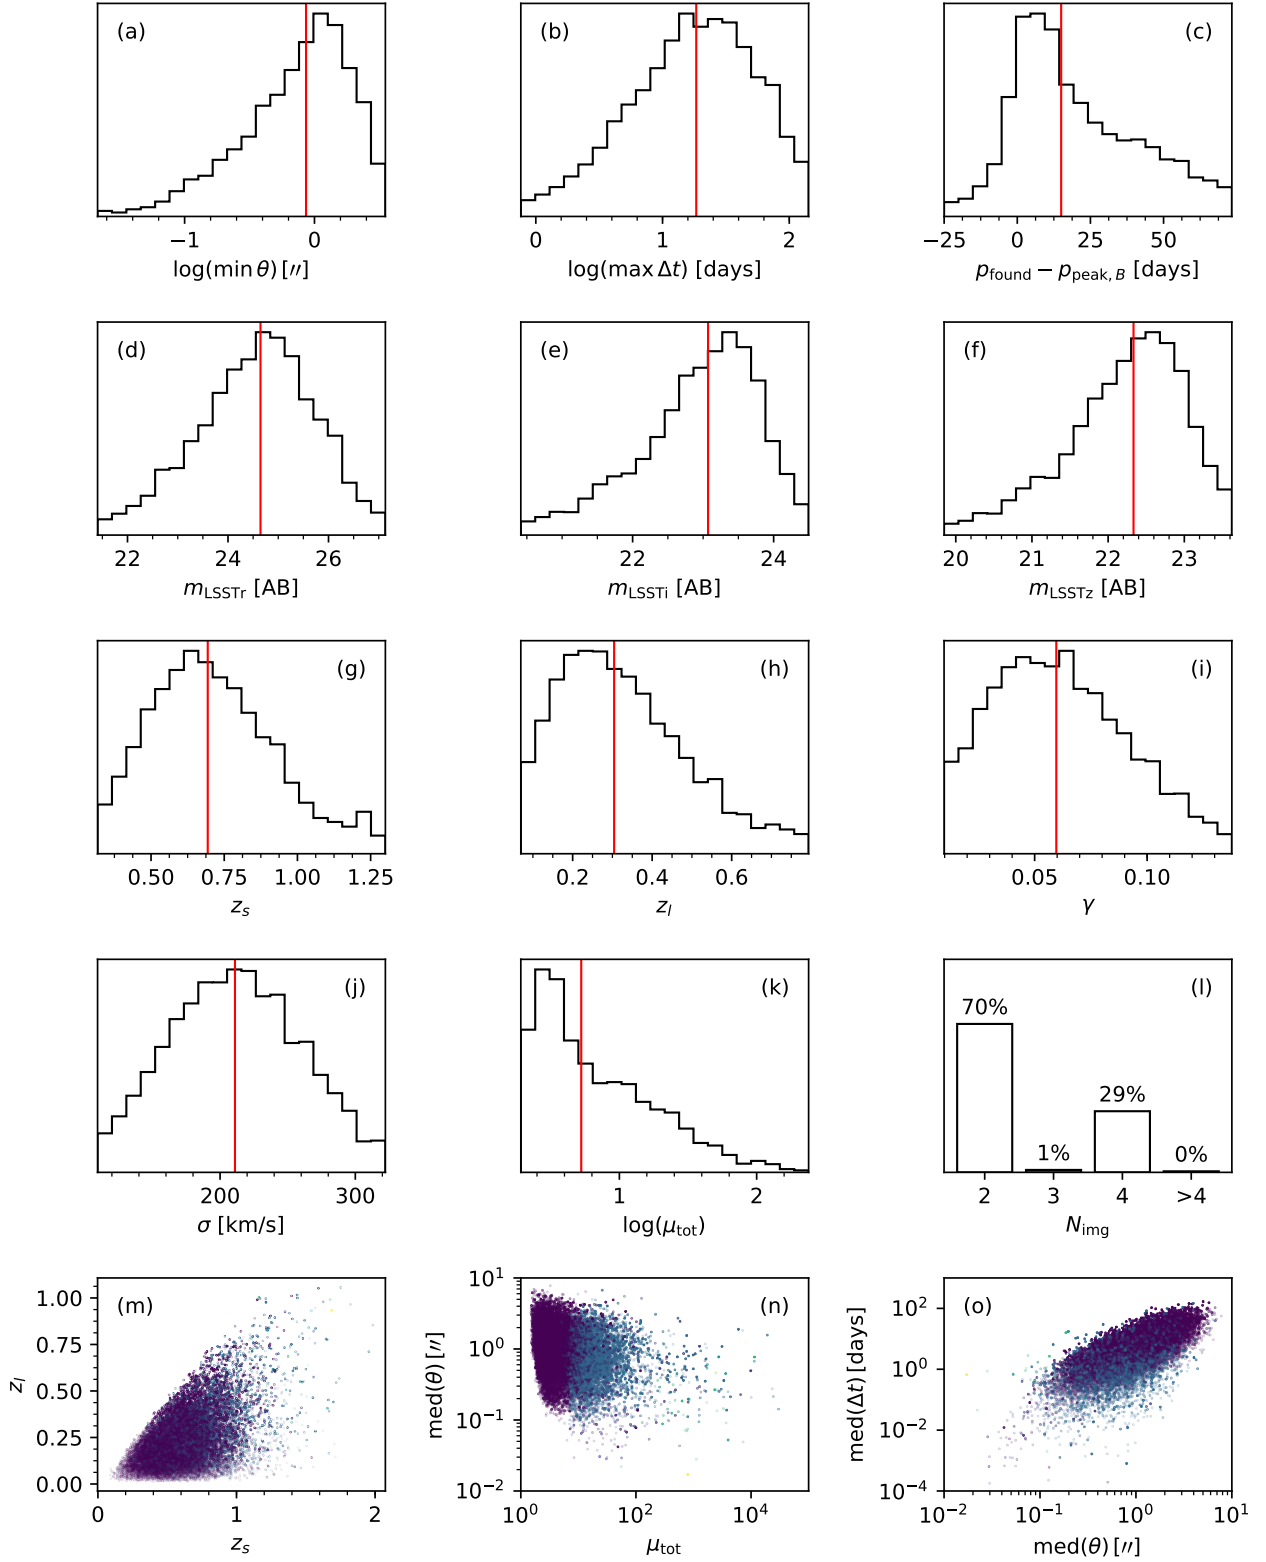 (a)
(b)
(c)
−1 0
0 1 2
−25 0 25 50
log(min θ) [″]
log(max Δt) [days]
p_found − p_peak, B [days]
(d)
(e)
(f)
22 24 26
22 24
20 21 22 23
m_LSSTr [AB]
m_LSSTi [AB]
m_LSSTz [AB]
(g)
(h)
(i)
0.50 0.75 1.00 1.25
0.2 0.4 0.6
0.05 0.10
z_s
z_l
γ
(j)
(k)
(l)
70%
29%
1%
0%
200 300
1 2
2 3 4 >4
σ [km/s]
log(μ_tot)
N_img
(m)
(n)
(o)
z_l
1.00
0.75
0.50
0.25
0.00
0 1 2
z_s
med(θ) [″]
10^1
10^0
10^−1
10^−2
10^0 10^2 10^4
μ_tot
med(Δt) [days]
10^2
10^0
10^−2
10^−4
10^−2 10^−1 10^0 10^1
med(θ) [″]